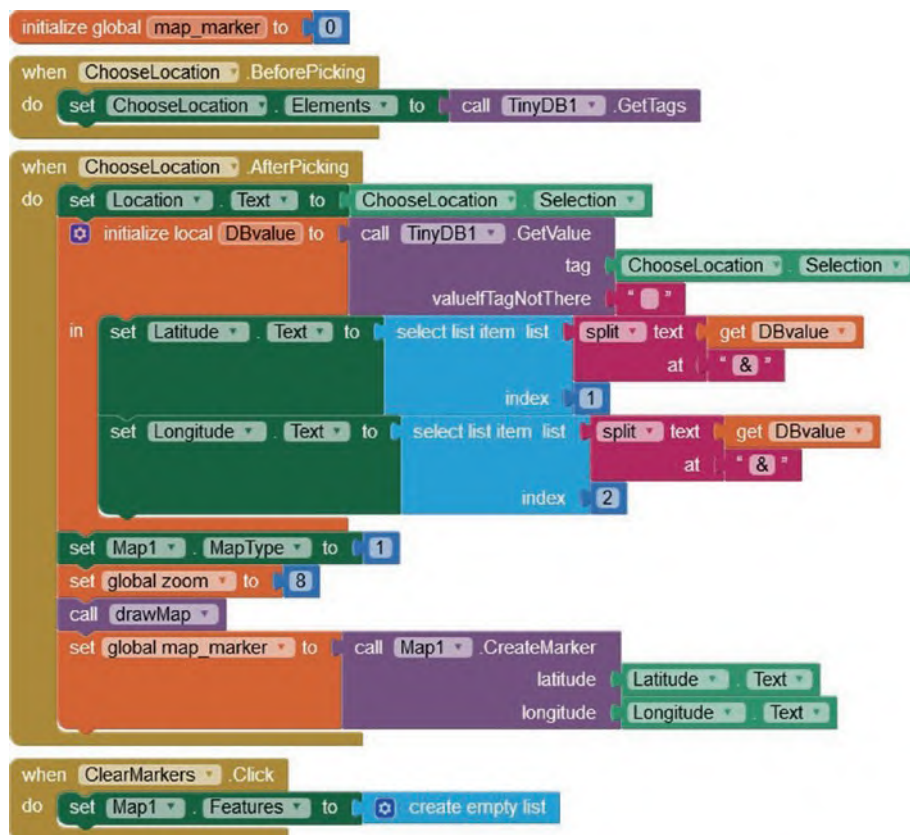 initialize global map_marker to 0
when ChooseLocation .BeforePicking
do set ChooseLocation . Elements to call TinyDB1 .GetTags
when ChooseLocation .AfterPicking
do set Location . Text to ChooseLocation . Selection
initialize local DBvalue to call TinyDB1 .GetValue
tag ChooseLocation . Selection
valueIfTagNotThere " "
in set Latitude . Text to select list item list split text get DBvalue
at " & "
index 1
set Longitude . Text to select list item list split text get DBvalue
at " & "
index 2
set Map1 . MapType to 1
set global zoom to 8
call drawMap
set global map_marker to call Map1 .CreateMarker
latitude Latitude . Text
longitude Longitude . Text
when ClearMarkers .Click
do set Map1 . Features to create empty list